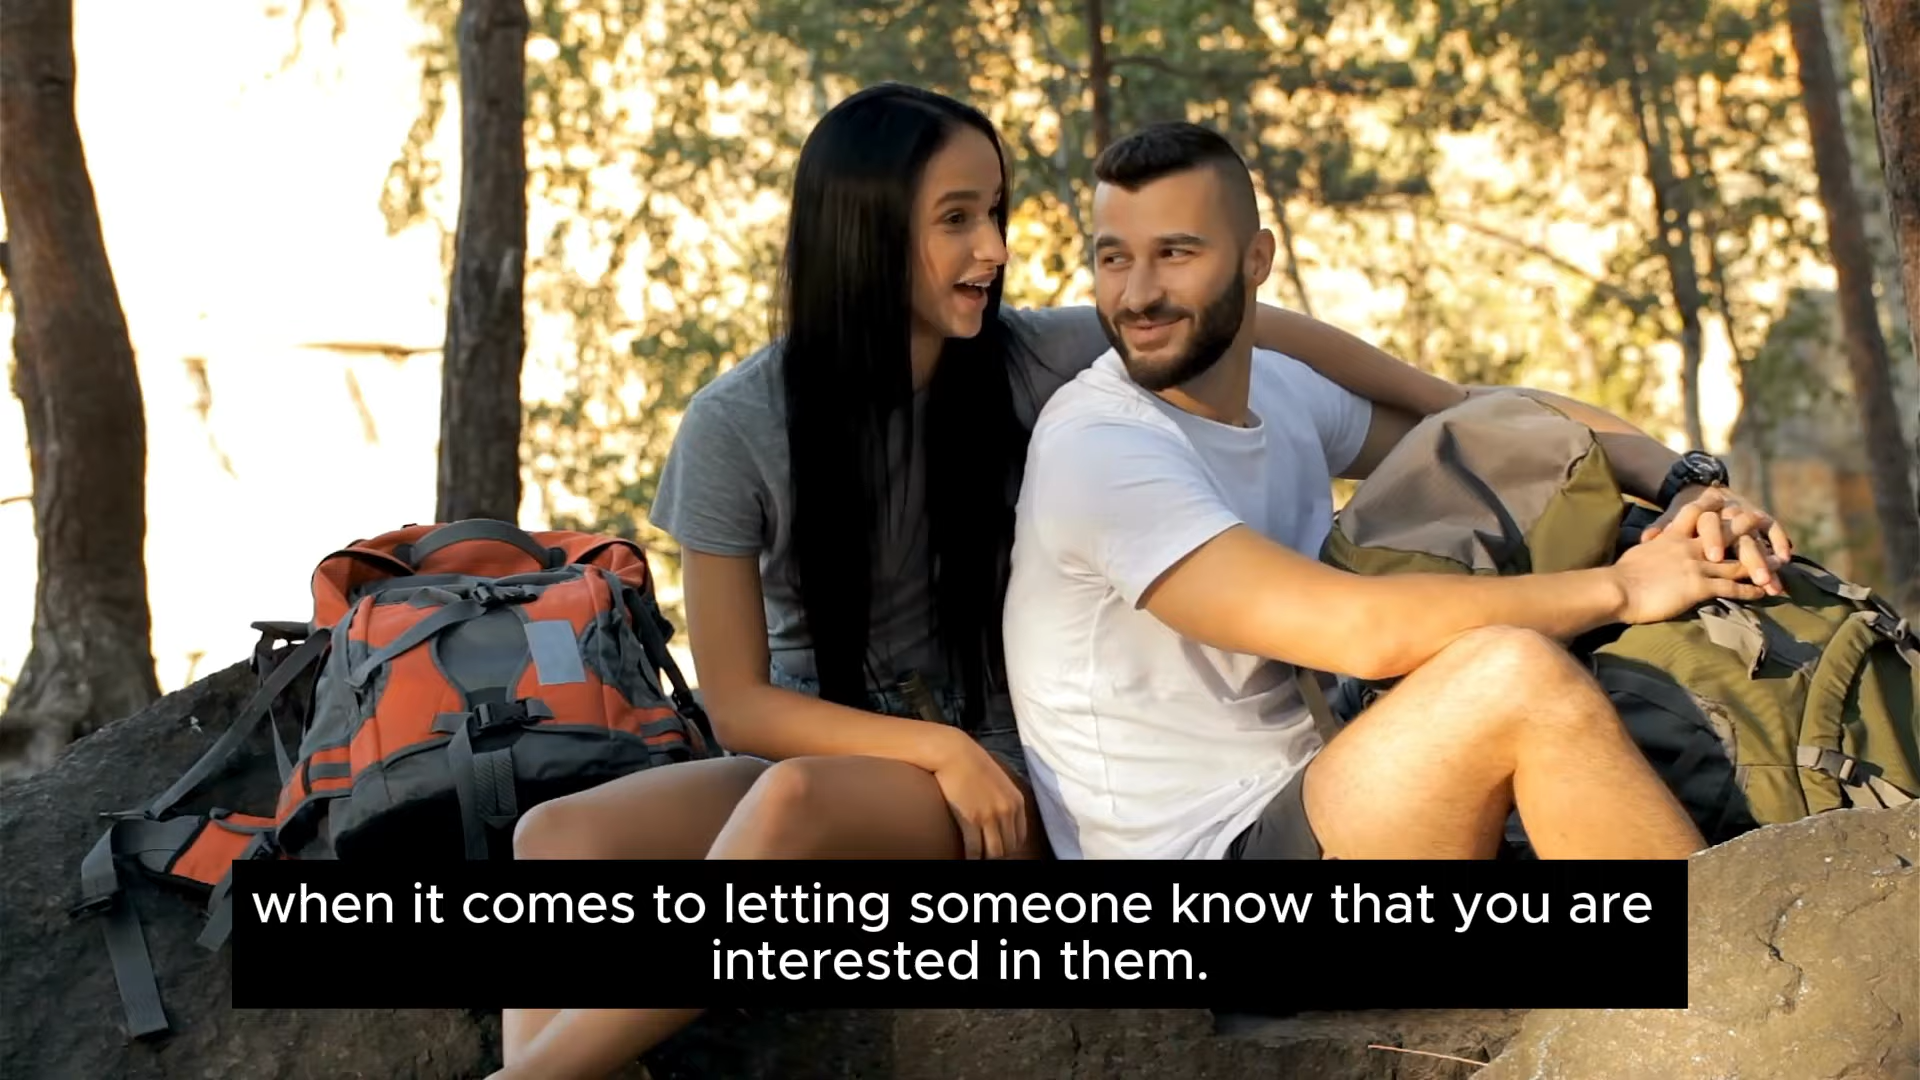 when it comes to letting someone know that you are
interested in them.